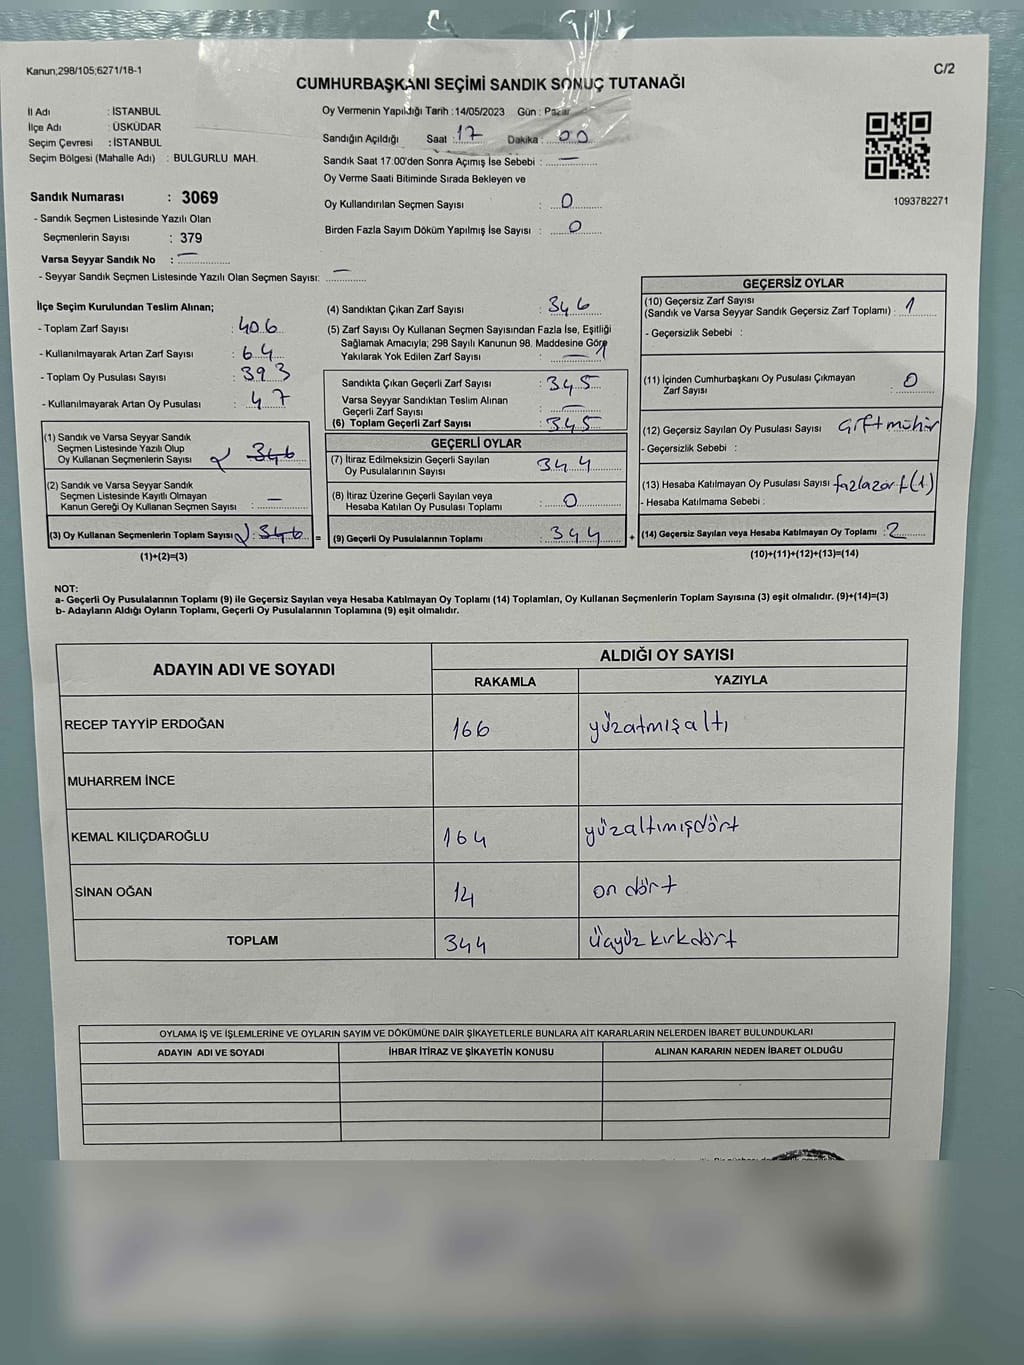 Kanun;298/105;6271/18-1
C/2
CUMHURBAŞKANI SEÇİMİ SANDIK SONUÇ TUTANAĞI
İl Adı : İSTANBUL
İlçe Adı : ÜSKÜDAR
Seçim Çevresi : İSTANBUL
Seçim Bölgesi (Mahalle Adı) : BULGURLU MAH.
Oy Vermenin Yapıldığı Tarih : 14/05/2023 Gün : Pazar
Sandığın Açıldığı Saat : 17 Dakika : 00
Sandık Saat 17:00'den Sonra Açımış İse Sebebi : —
Oy Verme Saati Bitiminde Sırada Bekleyen ve
Oy Kullandırılan Seçmen Sayısı : 0
Birden Fazla Sayım Döküm Yapılmış İse Sayısı : 0
1093782271
Sandık Numarası : 3069
- Sandık Seçmen Listesinde Yazılı Olan
Seçmenlerin Sayısı : 379
Varsa Seyyar Sandık No : —
- Seyyar Sandık Seçmen Listesinde Yazılı Olan Seçmen Sayısı: —
İlçe Seçim Kurulundan Teslim Alınan;
- Toplam Zarf Sayısı : 406
- Kullanılmayarak Artan Zarf Sayısı : 64
- Toplam Oy Pusulası Sayısı : 393
- Kullanılmayarak Artan Oy Pusulası : 47
(1) Sandık ve Varsa Seyyar Sandık
Seçmen Listesinde Yazılı Olup
Oy Kullanan Seçmenlerin Sayısı 346
(2) Sandık ve Varsa Seyyar Sandık
Seçmen Listesinde Kayıtlı Olmayan
Kanun Gereği Oy Kullanan Seçmen Sayısı : —
(3) Oy Kullanan Seçmenlerin Toplam Sayısı : 346 =
(1)+(2)=(3)
(4) Sandıktan Çıkan Zarf Sayısı : 346
(5) Zarf Sayısı Oy Kullanan Seçmen Sayısından Fazla İse, Eşitliği
Sağlamak Amacıyla; 298 Sayılı Kanunun 98. Maddesine Göre
Yakılarak Yok Edilen Zarf Sayısı : — 1
Sandıkta Çıkan Geçerli Zarf Sayısı : 345
Varsa Seyyar Sandıktan Teslim Alınan
Geçerli Zarf Sayısı : —
(6) Toplam Geçerli Zarf Sayısı : 345
GEÇERLİ OYLAR
(7) İtiraz Edilmeksizin Geçerli Sayılan
Oy Pusulalarının Sayısı : 344
(8) İtiraz Üzerine Geçerli Sayılan veya
Hesaba Katılan Oy Pusulası Toplamı : 0
(9) Geçerli Oy Pusulalarının Toplamı : 344 +
GEÇERSİZ OYLAR
(10) Geçersiz Zarf Sayısı
(Sandık ve Varsa Seyyar Sandık Geçersiz Zarf Toplamı) : 1
- Geçersizlik Sebebi :
(11) İçinden Cumhurbaşkanı Oy Pusulası Çıkmayan
Zarf Sayısı : 0
(12) Geçersiz Sayılan Oy Pusulası Sayısı Çift mühür
- Geçersizlik Sebebi :
(13) Hesaba Katılmayan Oy Pusulası Sayısı fazlazarf (1)
- Hesaba Katılmama Sebebi :
(14) Geçersiz Sayılan veya Hesaba Katılmayan Oy Toplamı : 2
(10)+(11)+(12)+(13)=(14)
NOT:
a- Geçerli Oy Pusulalarının Toplamı (9) ile Geçersiz Sayılan veya Hesaba Katılmayan Oy Toplamı (14) Toplamları, Oy Kullanan Seçmenlerin Toplam Sayısına (3) eşit olmalıdır. (9)+(14)=(3)
b- Adayların Aldığı Oyların Toplamı, Geçerli Oy Pusulalarının Toplamına (9) eşit olmalıdır.
ADAYIN ADI VE SOYADI
ALDIĞI OY SAYISI
RAKAMLA YAZIYLA
RECEP TAYYİP ERDOĞAN 166 yüzatmışaltı
MUHARREM İNCE
KEMAL KILIÇDAROĞLU 164 yüzaltmışdört
SİNAN OĞAN 14 on dört
TOPLAM 344 üçyüz kırkdört
OYLAMA İŞ VE İŞLEMLERİNE VE OYLARIN SAYIM VE DÖKÜMÜNE DAİR ŞİKAYETLERLE BUNLARA AİT KARARLARIN NELERDEN İBARET BULUNDUKLARI
ADAYIN ADI VE SOYADI İHBAR İTİRAZ VE ŞİKAYETİN KONUSU ALINAN KARARIN NEDEN İBARET OLDUĞU